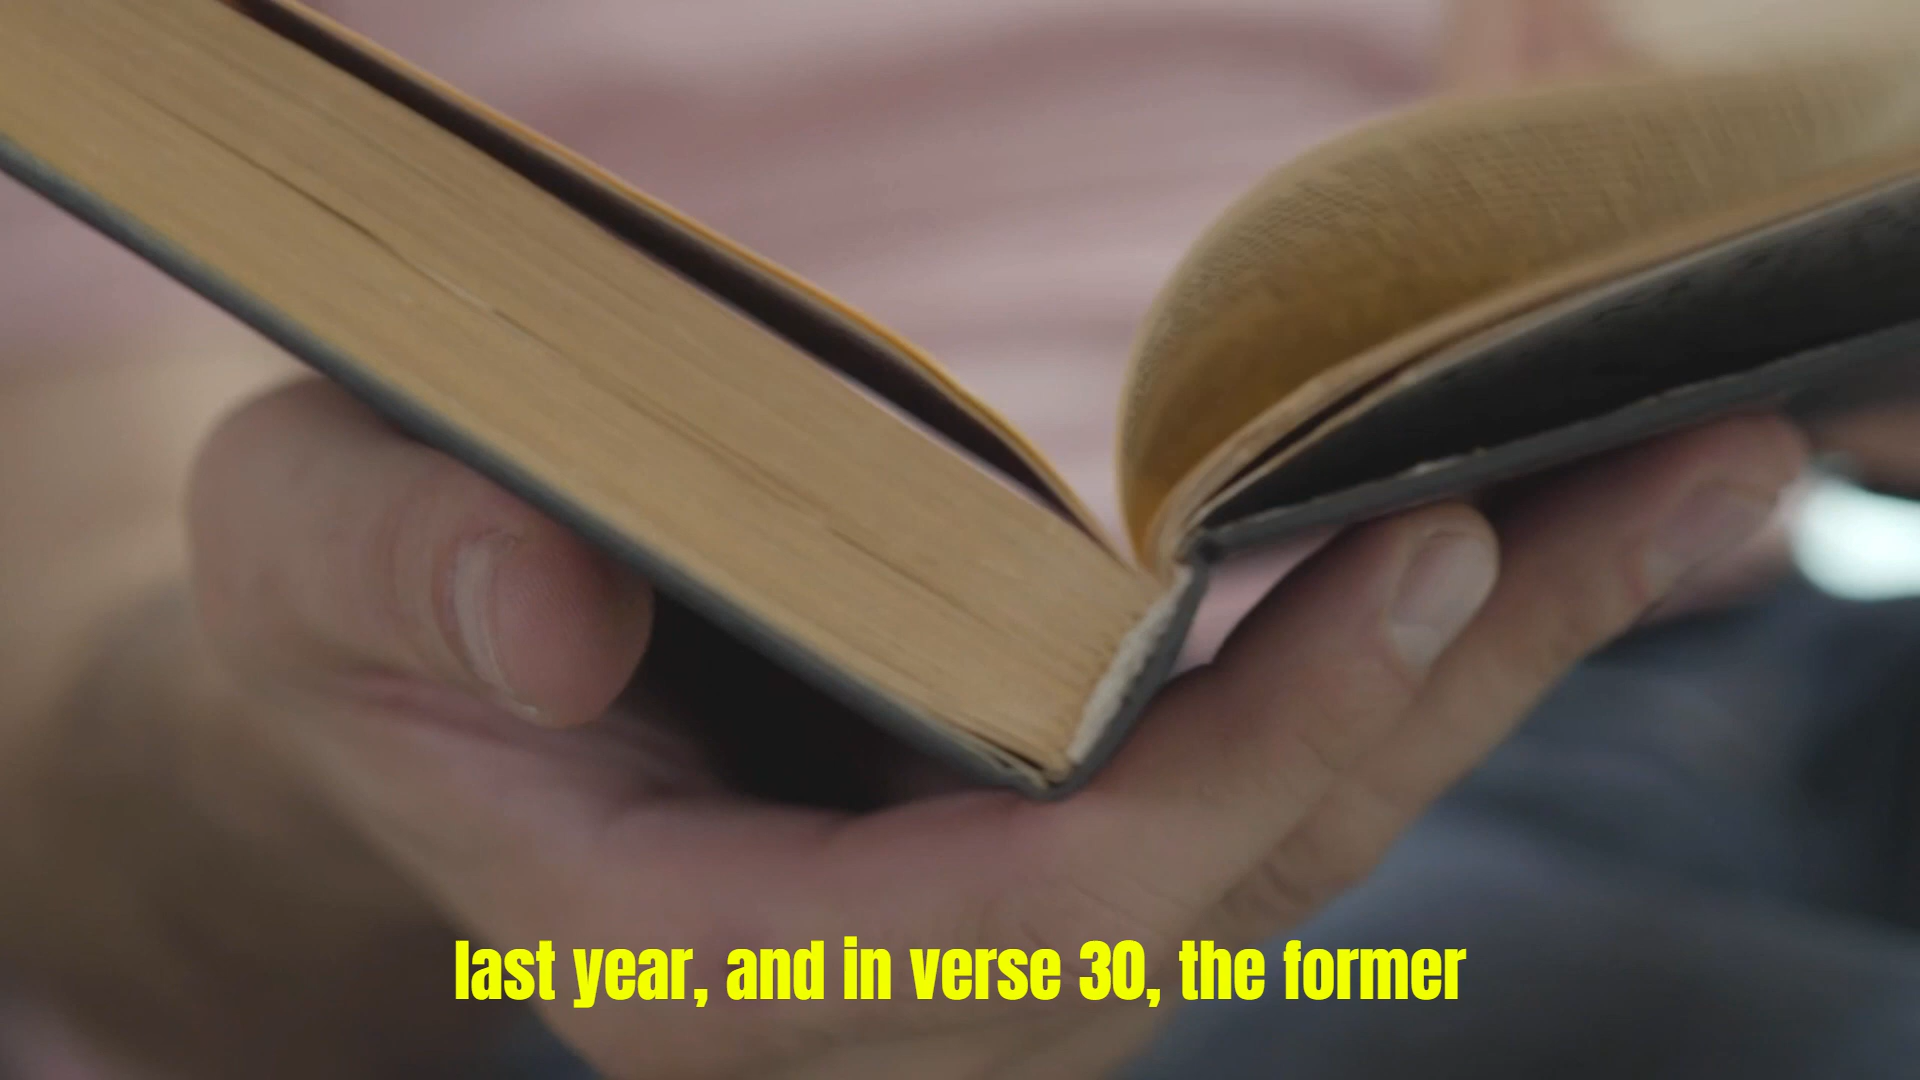 last year, and in verse 30, the former